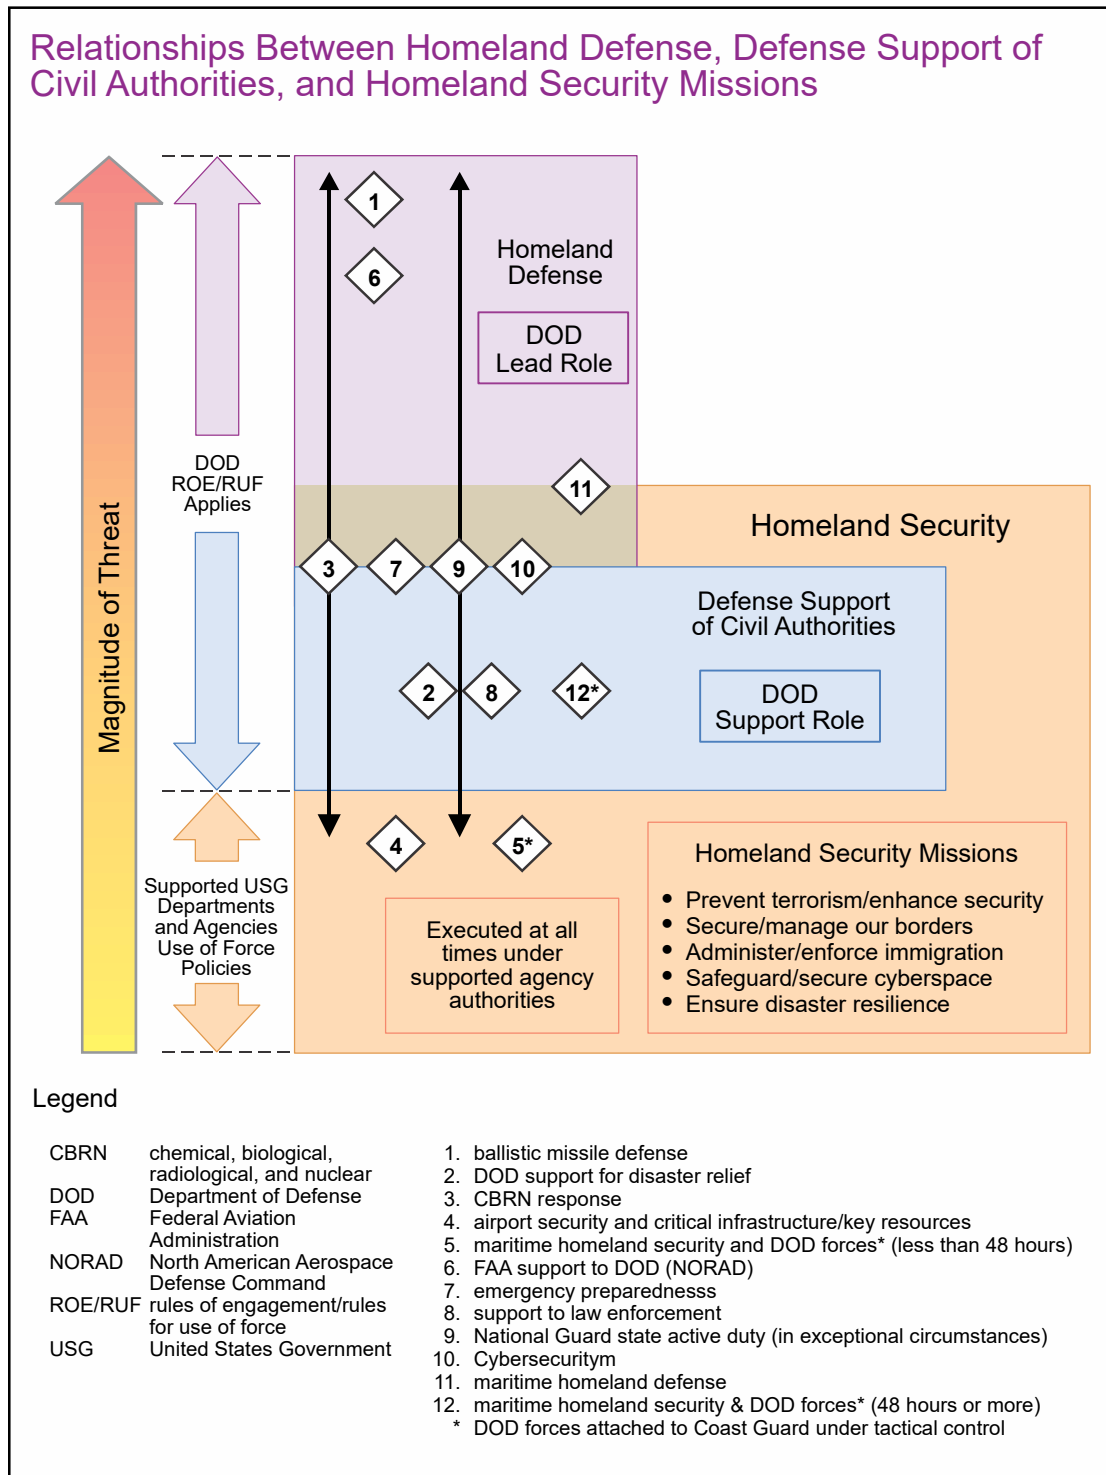 Relationships Between Homeland Defense, Defense Support of
Civil Authorities, and Homeland Security Missions
1
6
Homeland
Defense
DOD
Lead Role
DOD
ROE/RUF
Applies
11
Homeland Security
Magnitude of Threat
3
7
9
10
Defense Support
of Civil Authorities
2
8
12*
DOD
Support Role
4
5*
Supported USG
Departments
and Agencies
Use of Force
Policies
Executed at all
times under
supported agency
authorities
Homeland Security Missions
• Prevent terrorism/enhance security
• Secure/manage our borders
• Administer/enforce immigration
• Safeguard/secure cyberspace
• Ensure disaster resilience
Legend
CBRN chemical, biological,
radiological, and nuclear
DOD Department of Defense
FAA Federal Aviation
Administration
NORAD North American Aerospace
Defense Command
ROE/RUF rules of engagement/rules
for use of force
USG United States Government
1. ballistic missile defense
2. DOD support for disaster relief
3. CBRN response
4. airport security and critical infrastructure/key resources
5. maritime homeland security and DOD forces* (less than 48 hours)
6. FAA support to DOD (NORAD)
7. emergency preparednesss
8. support to law enforcement
9. National Guard state active duty (in exceptional circumstances)
10. Cybersecuritym
11. maritime homeland defense
12. maritime homeland security & DOD forces* (48 hours or more)
* DOD forces attached to Coast Guard under tactical control